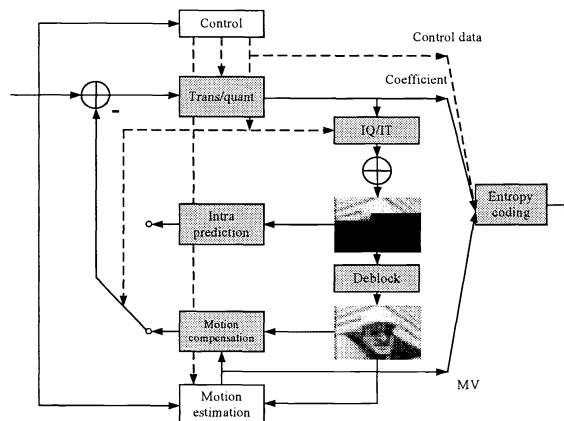 Control
Control data
Coefficient
Trans/quant
-
IQ/IT
Entropy
coding
Intra
prediction
Deblock
Motion
compensation
MV
Motion
estimation